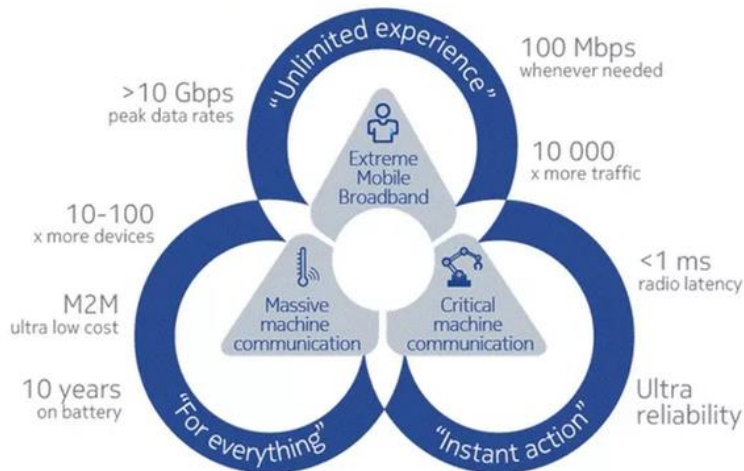 "Unlimited experience"
100 Mbps
whenever needed
>10 Gbps
peak data rates
Extreme
Mobile
Broadband
10 000
x more traffic
10-100
x more devices
<1 ms
radio latency
M2M
ultra low cost
Massive
machine
communication
Critical
machine
communication
10 years
on battery
Ultra
reliability
"For everything"
"Instant action"